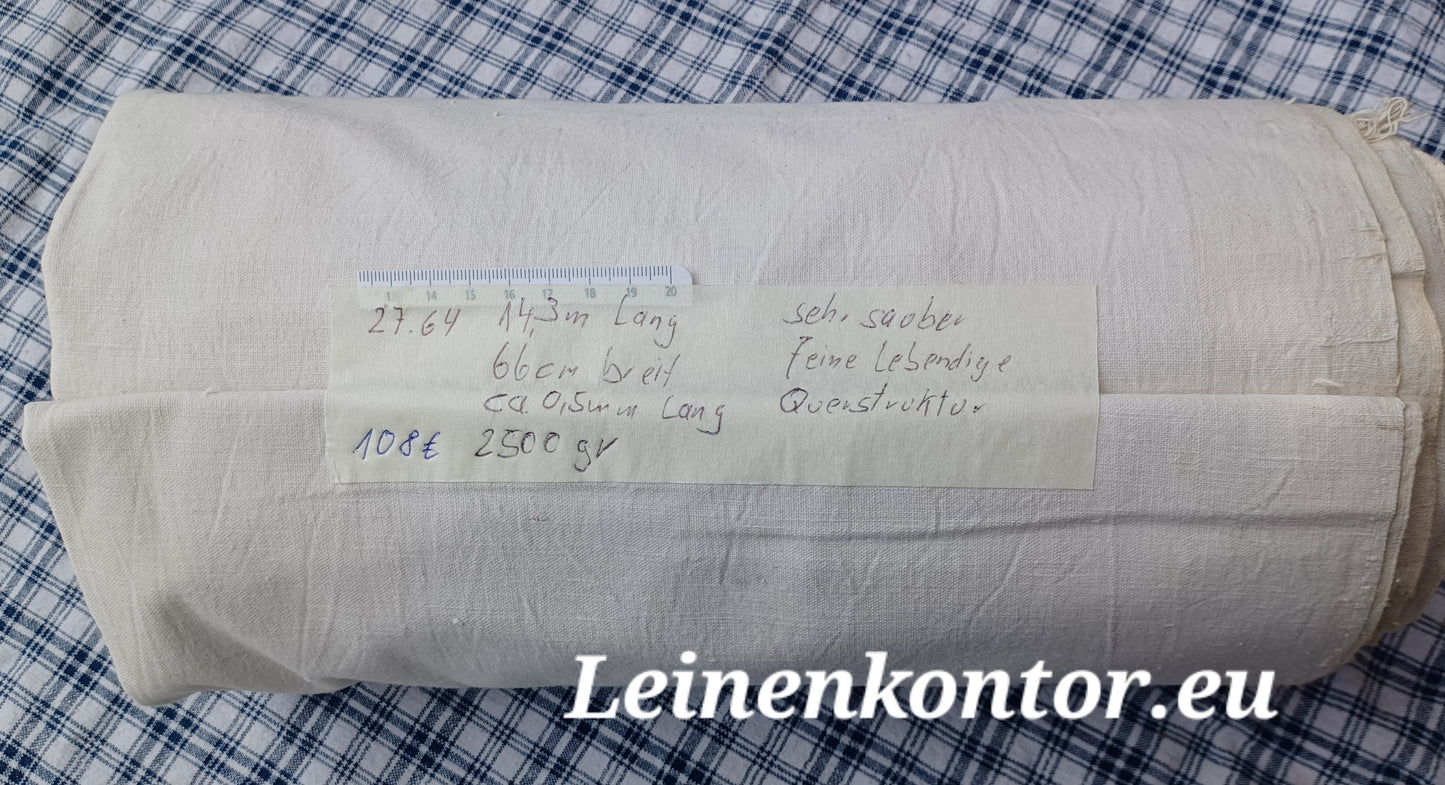 13 14 15 16 17 18 19 20
27.64 14,3m Lang sehr sauber
66cm breit Feine Lebendige
ca. 0,5mm Lang Querstruktur
108€ 2500 gr
Leinenkontor.eu